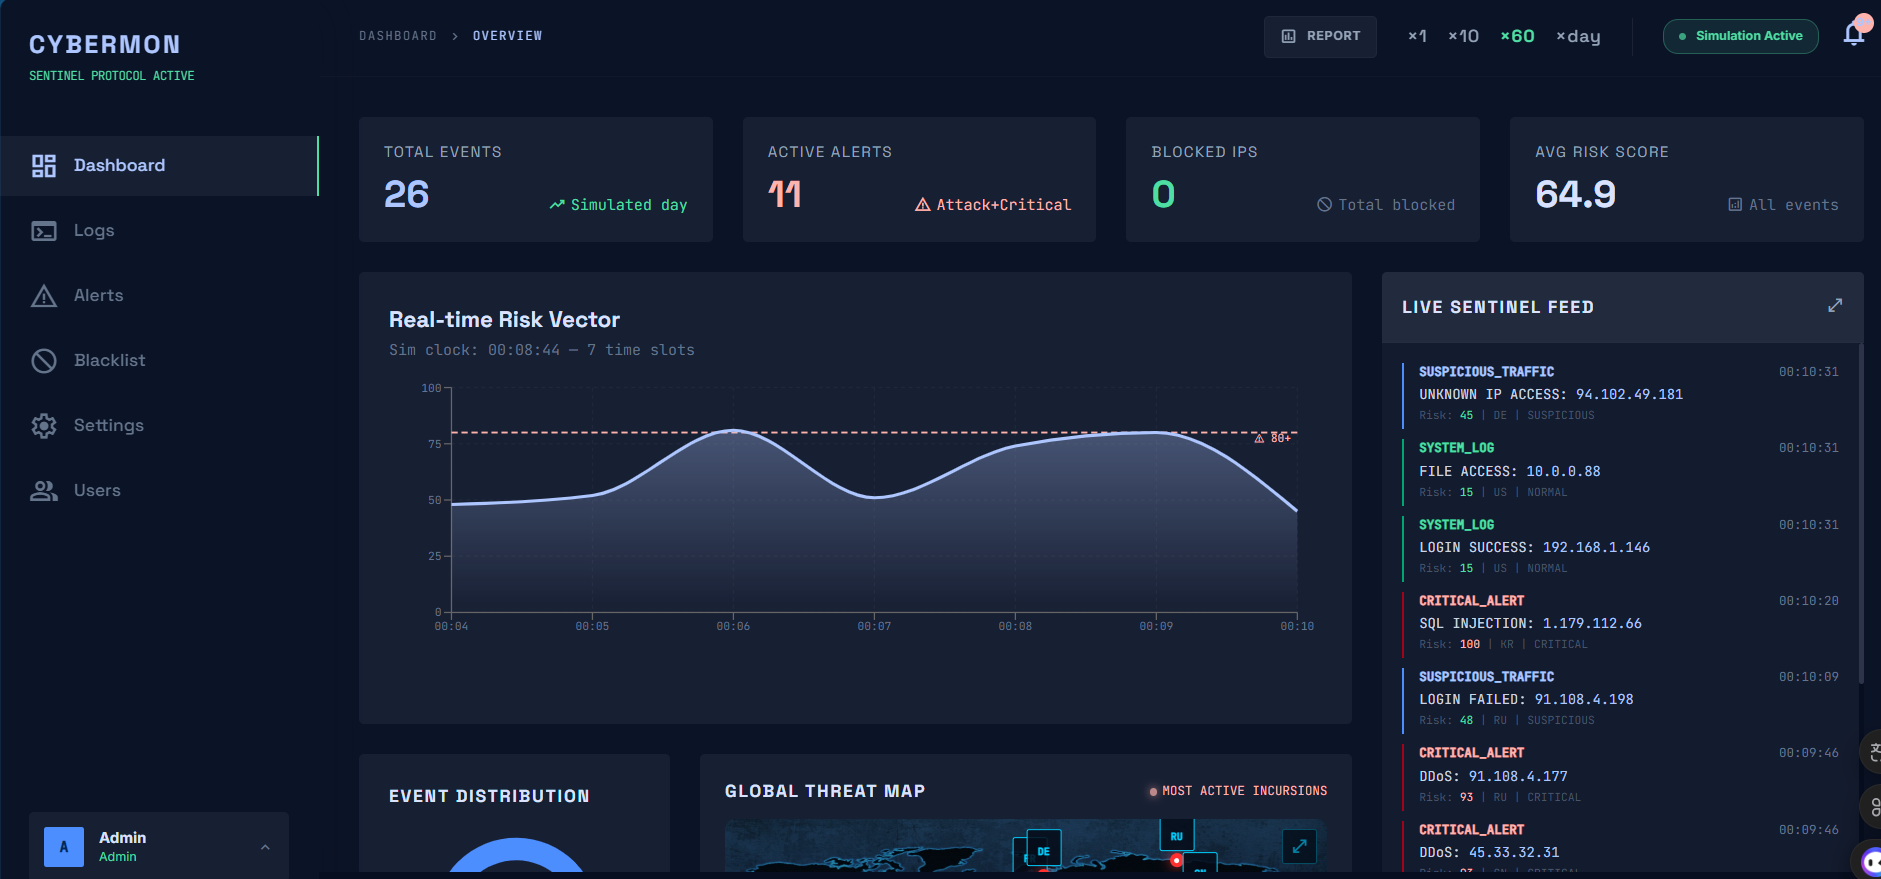 CYBERMON
SENTINEL PROTOCOL ACTIVE
Dashboard
Logs
Alerts
Blacklist
Settings
Users
A
Admin
Admin
DASHBOARD > OVERVIEW
REPORT
×1 ×10 ×60 ×day
Simulation Active
TOTAL EVENTS
26
Simulated day
ACTIVE ALERTS
11
Attack+Critical
BLOCKED IPS
0
Total blocked
AVG RISK SCORE
64.9
All events
Real-time Risk Vector
Sim clock: 00:08:44 — 7 time slots
100
80+
75
50
25
0
00:04 00:05 00:06 00:07 00:08 00:09 00:10
EVENT DISTRIBUTION
GLOBAL THREAT MAP
MOST ACTIVE INCURSIONS
RU
DE
LIVE SENTINEL FEED
SUSPICIOUS_TRAFFIC 00:10:31
UNKNOWN IP ACCESS: 94.102.49.181
Risk: 45 | DE | SUSPICIOUS
SYSTEM_LOG 00:10:31
FILE ACCESS: 10.0.0.88
Risk: 15 | US | NORMAL
SYSTEM_LOG 00:10:31
LOGIN SUCCESS: 192.168.1.146
Risk: 15 | US | NORMAL
CRITICAL_ALERT 00:10:20
SQL INJECTION: 1.179.112.66
Risk: 100 | KR | CRITICAL
SUSPICIOUS_TRAFFIC 00:10:09
LOGIN FAILED: 91.108.4.198
Risk: 48 | RU | SUSPICIOUS
CRITICAL_ALERT 00:09:46
DDoS: 91.108.4.177
Risk: 93 | RU | CRITICAL
CRITICAL_ALERT 00:09:46
DDoS: 45.33.32.31